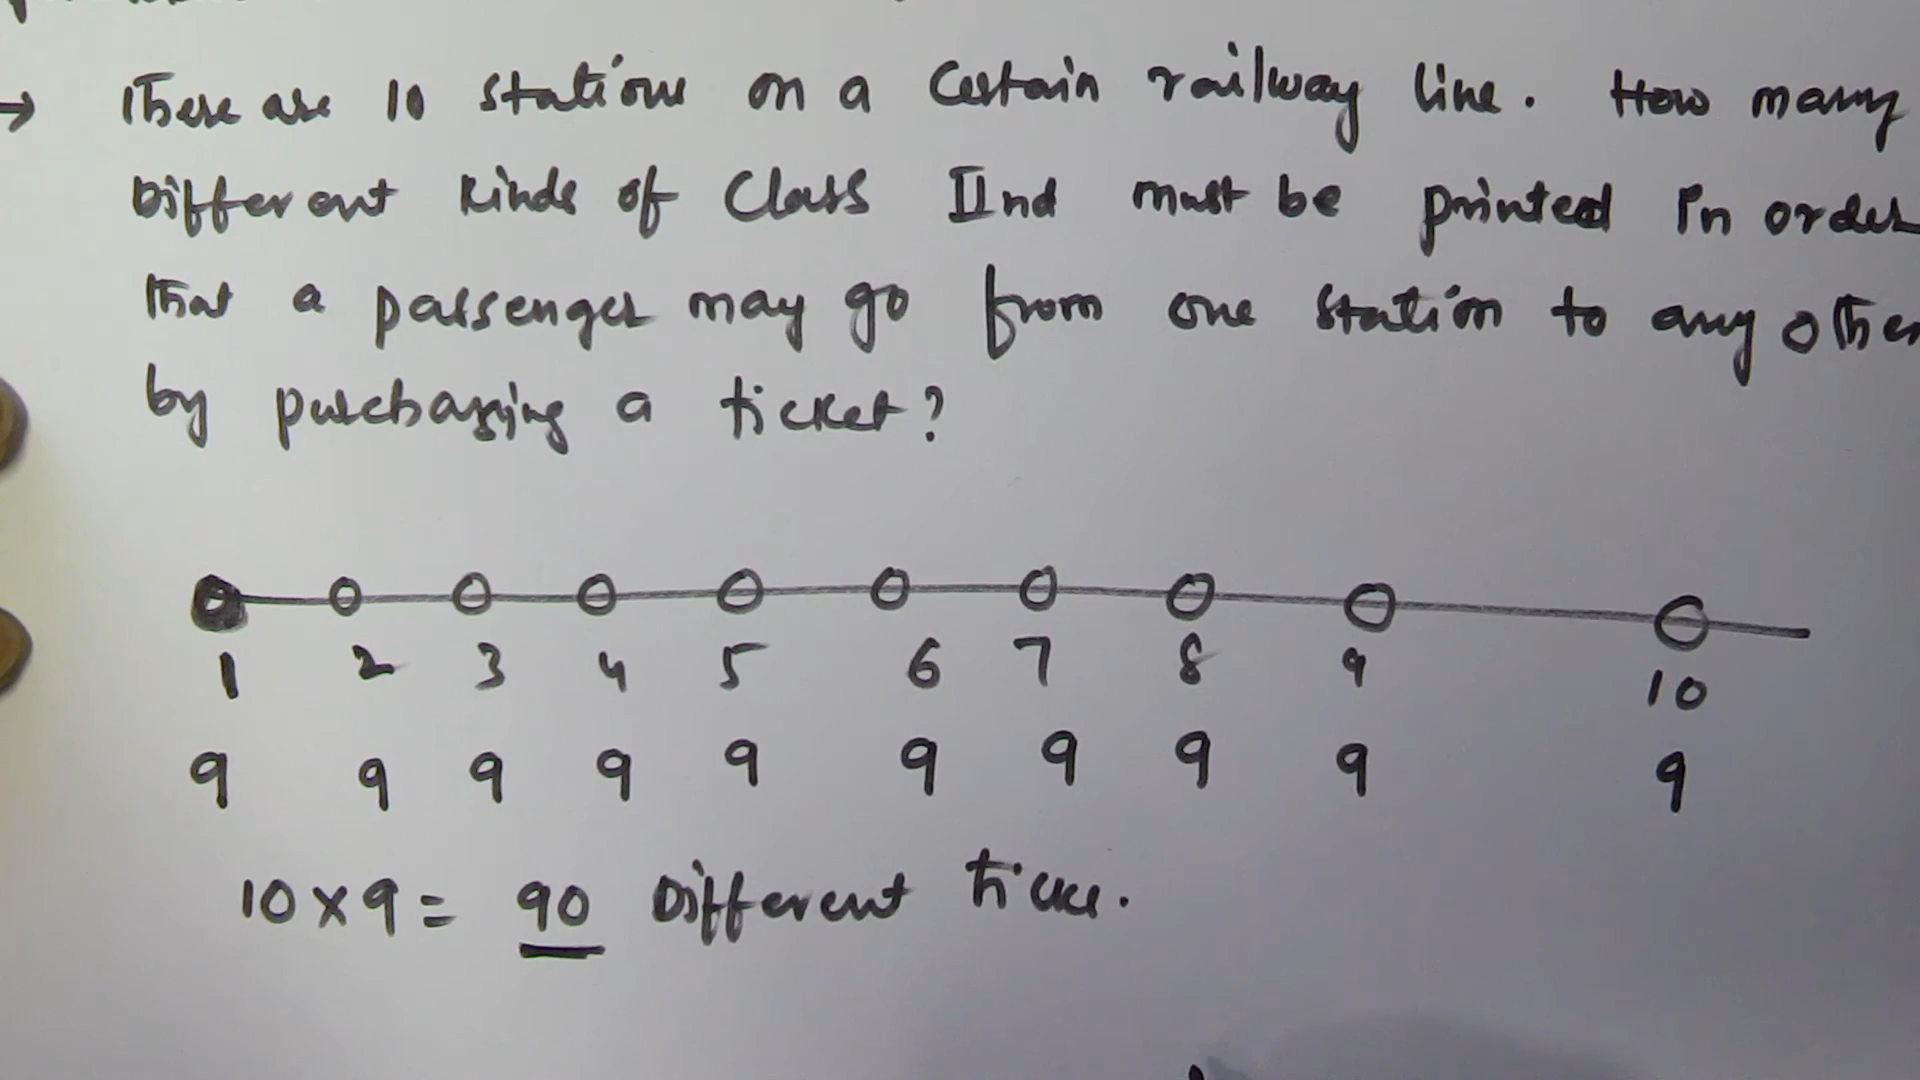 → There are 10 stations on a certain railway line. How many
Different kinds of Class IInd must be printed in order
that a passenger may go from one station to any other
by purchasing a ticket?
1 2 3 4 5 6 7 8 9 10
9 9 9 9 9 9 9 9 9 9
10 × 9 = 90 Different